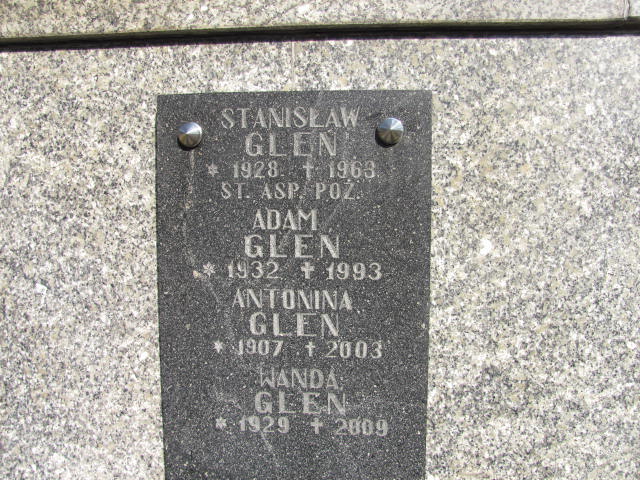 STANISŁAW
GLEN
* 1928 † 1963
ST. ASP. POŻ.
ADAM
GLEN
* 1932 † 1993
ANTONINA
GLEN
* 1907 † 2003
WANDA
GLEN
* 1929 † 2009